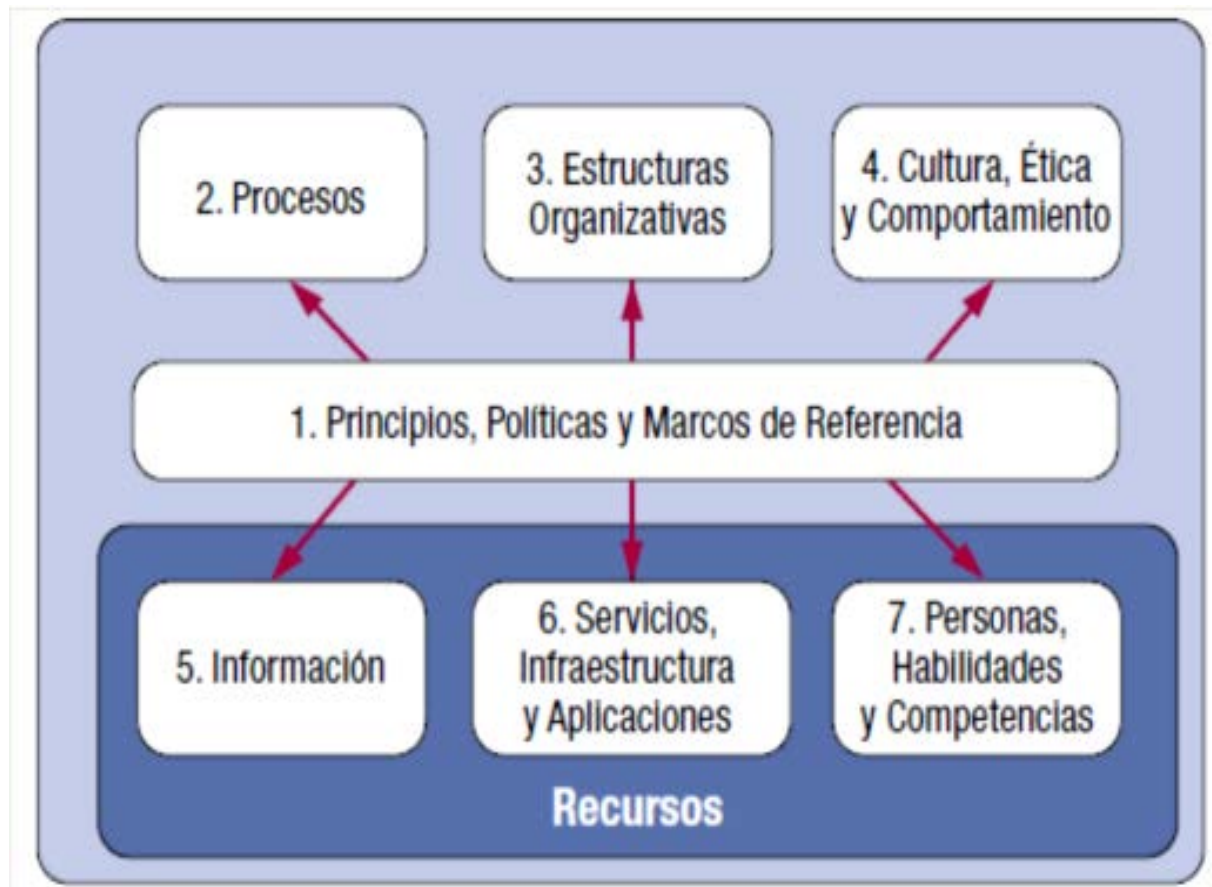 2. Procesos
3. Estructuras
Organizativas
4. Cultura, Ética
y Comportamiento
1. Principios, Políticas y Marcos de Referencia
5. Información
6. Servicios,
Infraestructura
y Aplicaciones
7. Personas,
Habilidades
y Competencias
Recursos